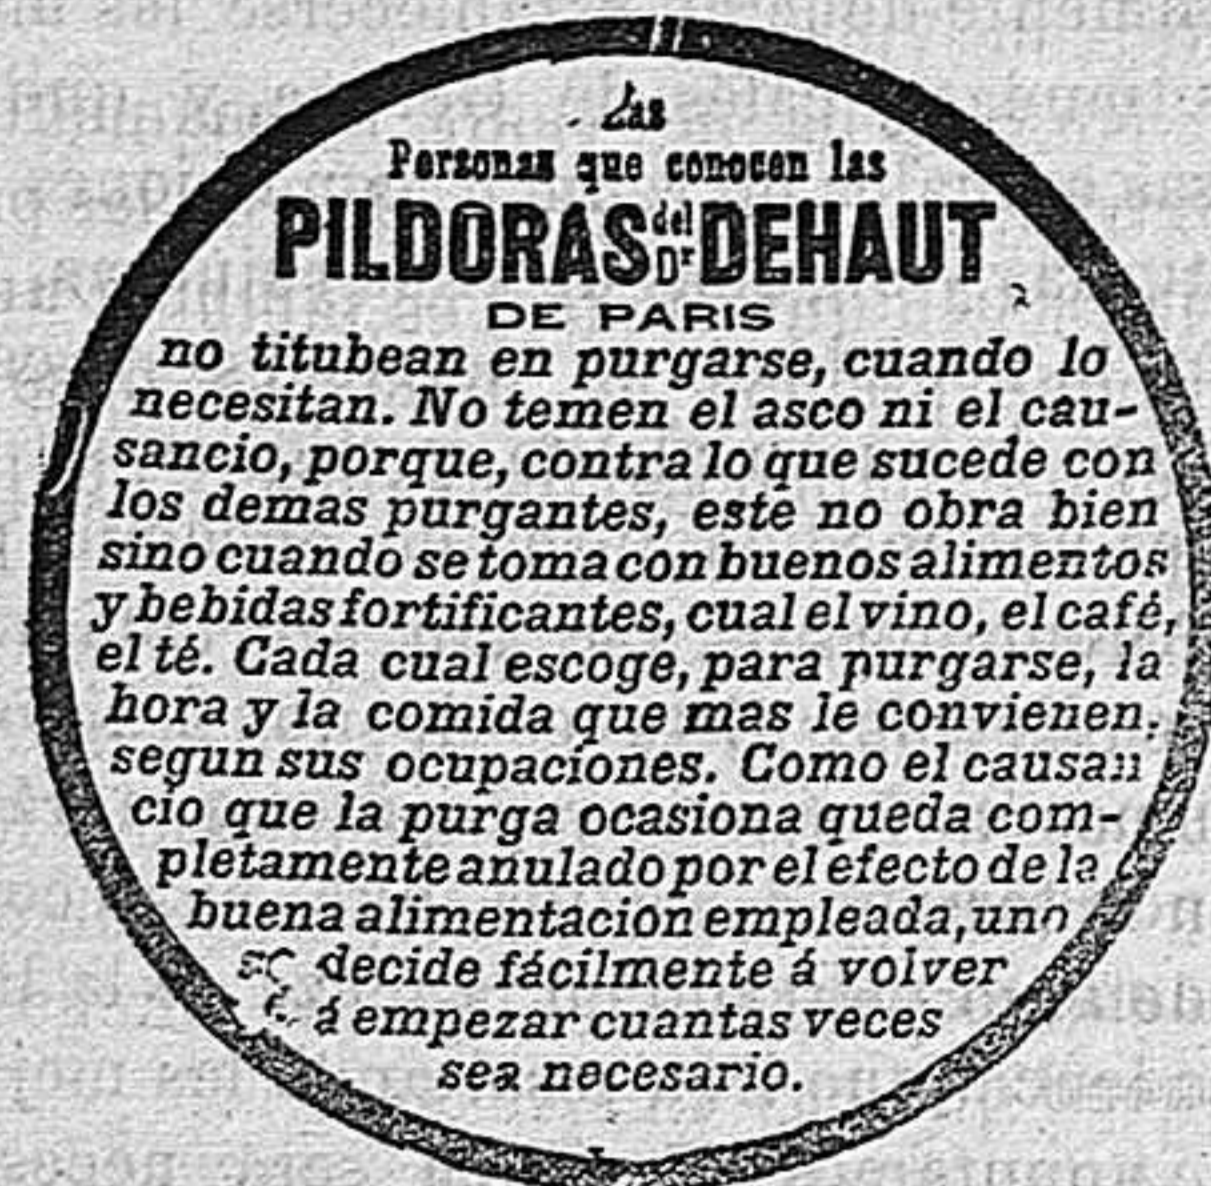 Las
Personas que conocen las
PILDORAS del Dr DEHAUT
DE PARIS
no titubean en purgarse, cuando lo
necesitan. No temen el asco ni el cau-
sancio, porque, contra lo que sucede con
los demas purgantes, este no obra bien
sino cuando se toma con buenos alimentos
y bebidas fortificantes, cual el vino, el café,
el té. Cada cual escoge, para purgarse, la
hora y la comida que mas le convienen,
segun sus ocupaciones. Como el causan
cio que la purga ocasiona queda com-
pletamente anulado por el efecto de la
buena alimentacion empleada, uno
se decide fácilmente á volver
á empezar cuantas veces
sea necesario.